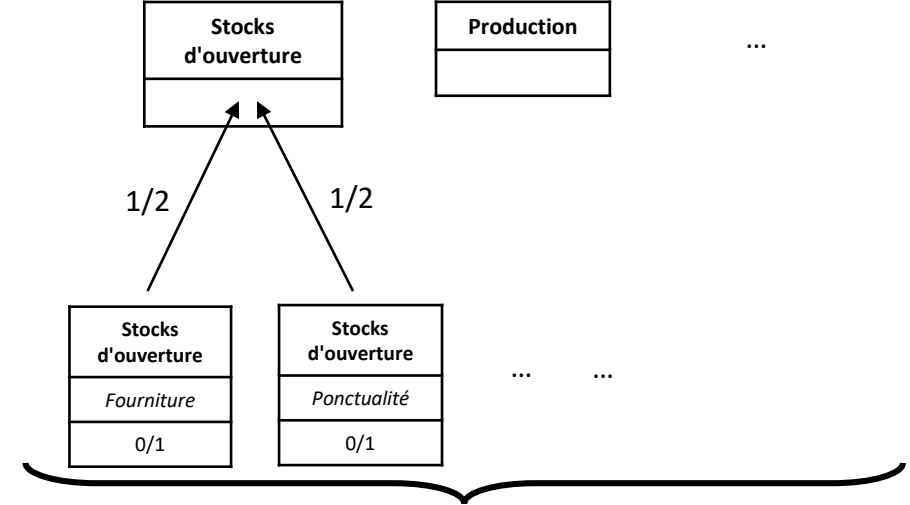 Stocks
d'ouverture
Production
...
1/2
1/2
Stocks
d'ouverture
Fourniture
0/1
Stocks
d'ouverture
Ponctualité
0/1
...
...